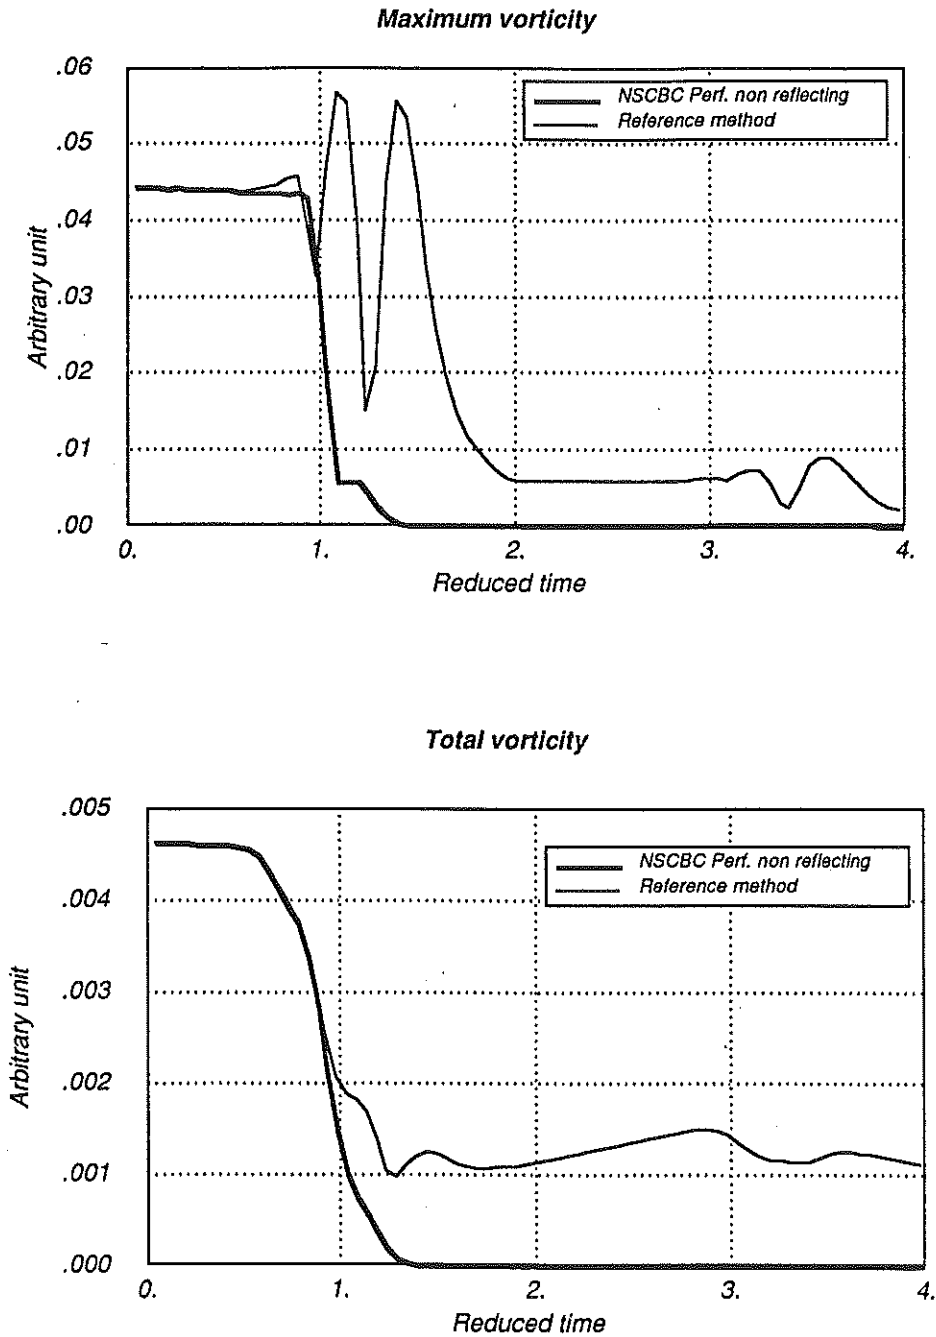 Maximum vorticity
.06
.05
.04
.03
.02
.01
.00
Arbitrary unit
NSCBC Perf. non reflecting
Reference method
0. 1. 2. 3. 4.
Reduced time
Total vorticity
.005
.004
.003
.002
.001
.000
Arbitrary unit
NSCBC Perf. non reflecting
Reference method
0. 1. 2. 3. 4.
Reduced time